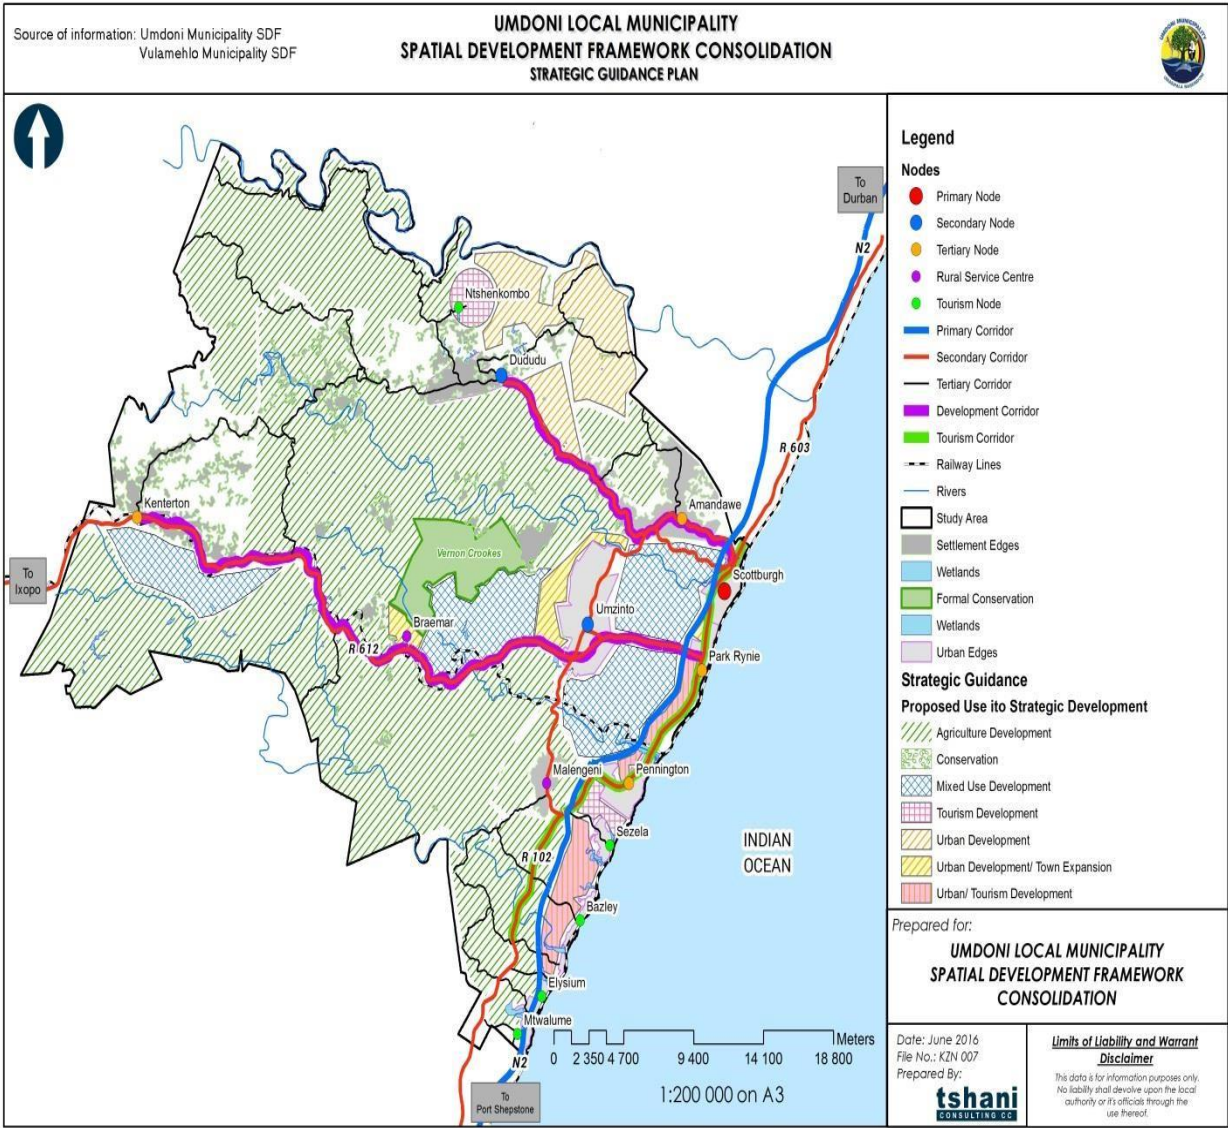 Source of information: Umdoni Municipality SDF
Vulamehlo Municipality SDF
UMDONI LOCAL MUNICIPALITY
SPATIAL DEVELOPMENT FRAMEWORK CONSOLIDATION
STRATEGIC GUIDANCE PLAN
To
Durban
N2
R 603
Ntshenkombo
Dududu
Kenterton
Amandawe
To
Ixopo
Vernon Crookes
Scottburgh
Umzinto
Braemar
R 612
Park Rynie
Malengeni
Pennington
Sezela
INDIAN
OCEAN
R 102
Bazley
Elysium
Mtwalume
N2
To
Port Shepstone
Meters
0 2 350 4 700 9 400 14 100 18 800
1:200 000 on A3
Legend
Nodes
Primary Node
Secondary Node
Tertiary Node
Rural Service Centre
Tourism Node
Primary Corridor
Secondary Corridor
Tertiary Corridor
Development Corridor
Tourism Corridor
Railway Lines
Rivers
Study Area
Settlement Edges
Wetlands
Formal Conservation
Wetlands
Urban Edges
Strategic Guidance
Proposed Use ito Strategic Development
Agriculture Development
Conservation
Mixed Use Development
Tourism Development
Urban Development
Urban Development/ Town Expansion
Urban/ Tourism Development
Prepared for:
UMDONI LOCAL MUNICIPALITY
SPATIAL DEVELOPMENT FRAMEWORK
CONSOLIDATION
Date: June 2016
File No.: KZN 007
Prepared By:
tshani
CONSULTING CC
Limits of Liability and Warrant
Disclaimer
This data is for information purposes only.
No liability shall devolve upon the local
authority or it's officials through the
use thereof.